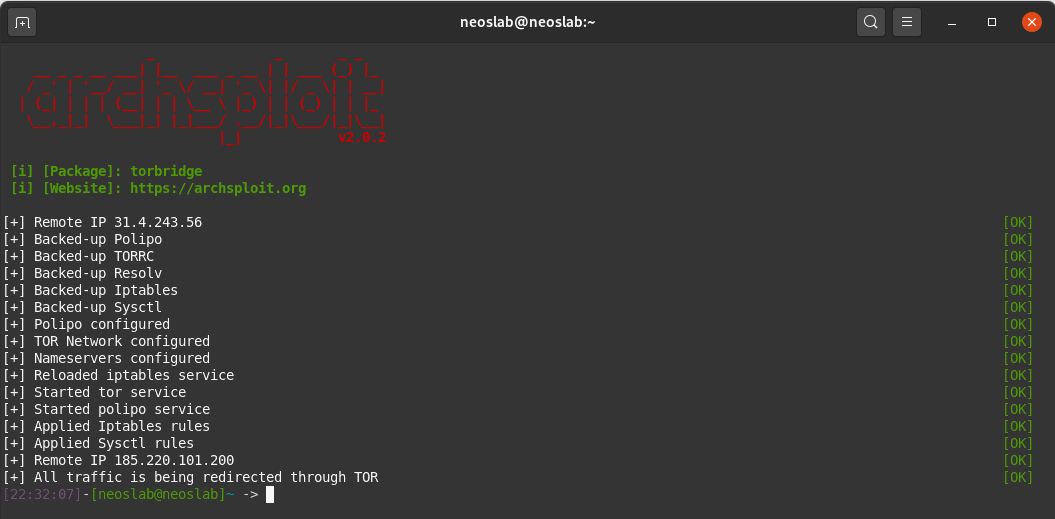 neoslab@neoslab:~
archsploit
v2.0.2
[i] [Package]: torbridge
[i] [Website]: https://archsploit.org
[+] Remote IP 31.4.243.56 [OK]
[+] Backed-up Polipo [OK]
[+] Backed-up TORRC [OK]
[+] Backed-up Resolv [OK]
[+] Backed-up Iptables [OK]
[+] Backed-up Sysctl [OK]
[+] Polipo configured [OK]
[+] TOR Network configured [OK]
[+] Nameservers configured [OK]
[+] Reloaded iptables service [OK]
[+] Started tor service [OK]
[+] Started polipo service [OK]
[+] Applied Iptables rules [OK]
[+] Applied Sysctl rules [OK]
[+] Remote IP 185.220.101.200 [OK]
[+] All traffic is being redirected through TOR [OK]
[22:32:07]-[neoslab@neoslab]~ ->